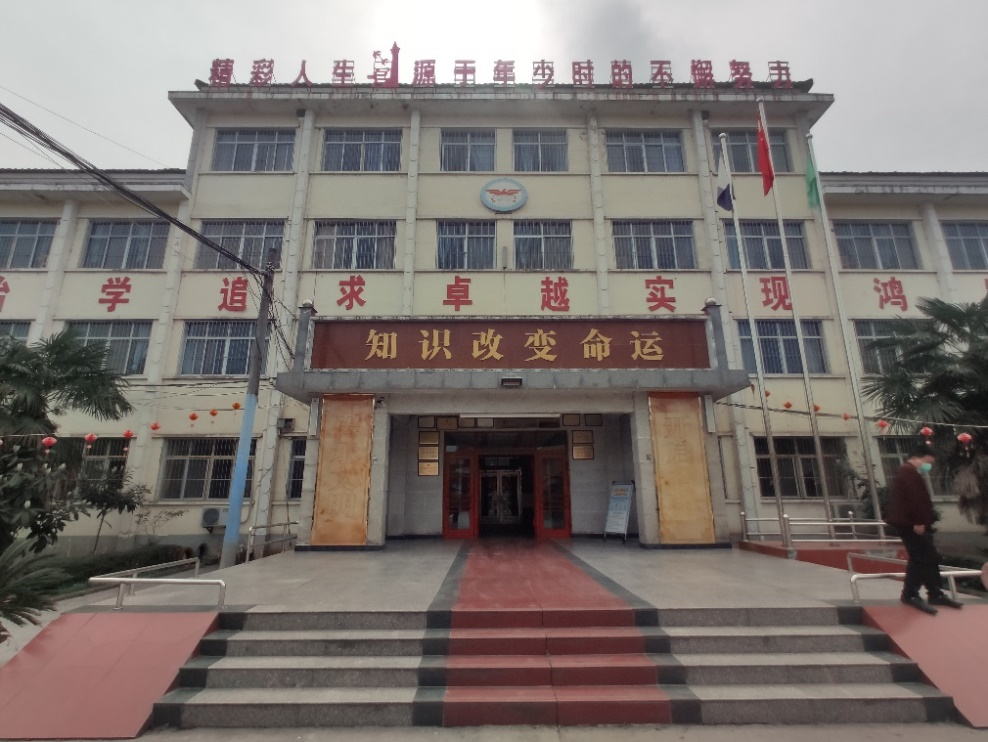 精彩人生源于年少时的不懈努力
治学追求卓越实现鸿
知识改变命运